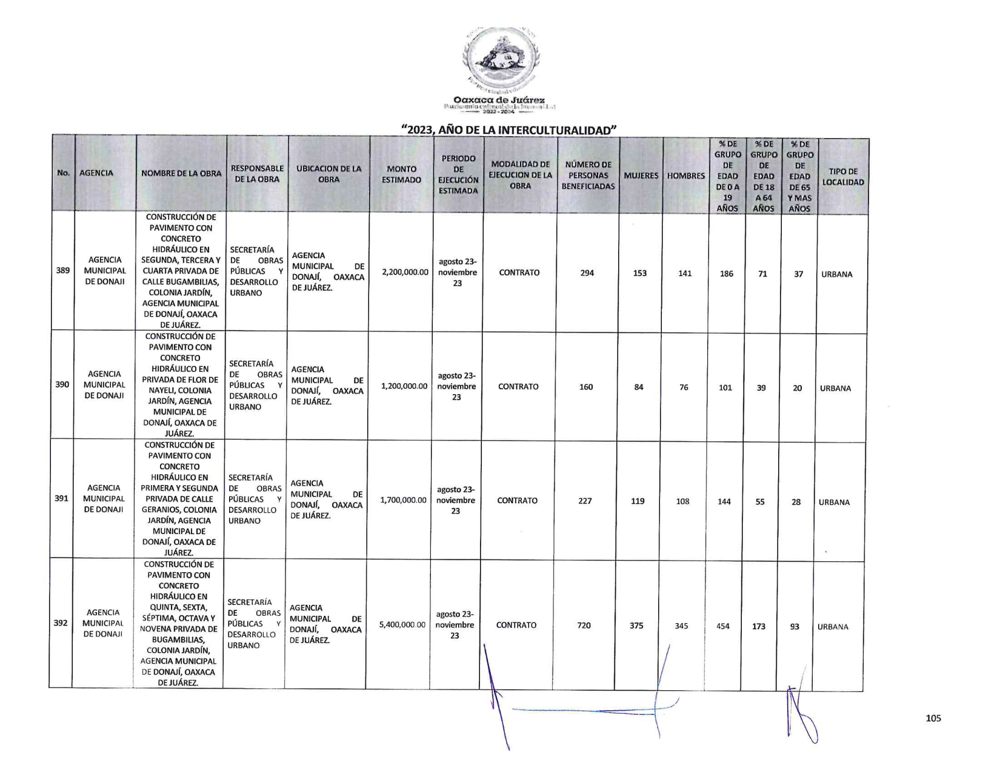 Oaxaca de Juárez
Patrimonio cultural de la humanidad
2022 - 2024
“2023, AÑO DE LA INTERCULTURALIDAD”
No.
AGENCIA
NOMBRE DE LA OBRA
RESPONSABLE
DE LA OBRA
UBICACION DE LA
OBRA
MONTO
ESTIMADO
PERIODO
DE
EJECUCIÓN
ESTIMADA
MODALIDAD DE
EJECUCION DE LA
OBRA
NÚMERO DE
PERSONAS
BENEFICIADAS
MUJERES
HOMBRES
% DE
GRUPO
DE
EDAD
DE 0 A
19
AÑOS
% DE
GRUPO
DE
EDAD
DE 18
A 64
AÑOS
% DE
GRUPO
DE
EDAD
DE 65
Y MAS
AÑOS
TIPO DE
LOCALIDAD
389
AGENCIA
MUNICIPAL
DE DONAJI
CONSTRUCCIÓN DE
PAVIMENTO CON
CONCRETO
HIDRÁULICO EN
SEGUNDA, TERCERA Y
CUARTA PRIVADA DE
CALLE BUGAMBILIAS,
COLONIA JARDÍN,
AGENCIA MUNICIPAL
DE DONAJÍ, OAXACA
DE JUÁREZ.
SECRETARÍA
DE OBRAS
PÚBLICAS Y
DESARROLLO
URBANO
AGENCIA
MUNICIPAL DE
DONAJÍ, OAXACA
DE JUÁREZ.
2,200,000.00
agosto 23-
noviembre
23
CONTRATO
294
153
141
186
71
37
URBANA
390
AGENCIA
MUNICIPAL
DE DONAJI
CONSTRUCCIÓN DE
PAVIMENTO CON
CONCRETO
HIDRÁULICO EN
PRIVADA DE FLOR DE
NAYELI, COLONIA
JARDÍN, AGENCIA
MUNICIPAL DE
DONAJÍ, OAXACA DE
JUÁREZ.
SECRETARÍA
DE OBRAS
PÚBLICAS Y
DESARROLLO
URBANO
AGENCIA
MUNICIPAL DE
DONAJÍ, OAXACA
DE JUÁREZ.
1,200,000.00
agosto 23-
noviembre
23
CONTRATO
160
84
76
101
39
20
URBANA
391
AGENCIA
MUNICIPAL
DE DONAJI
CONSTRUCCIÓN DE
PAVIMENTO CON
CONCRETO
HIDRÁULICO EN
PRIMERA Y SEGUNDA
PRIVADA DE CALLE
GERANIOS, COLONIA
JARDÍN, AGENCIA
MUNICIPAL DE
DONAJÍ, OAXACA DE
JUÁREZ.
SECRETARÍA
DE OBRAS
PÚBLICAS Y
DESARROLLO
URBANO
AGENCIA
MUNICIPAL DE
DONAJÍ, OAXACA
DE JUÁREZ.
1,700,000.00
agosto 23-
noviembre
23
CONTRATO
227
119
108
144
55
28
URBANA
392
AGENCIA
MUNICIPAL
DE DONAJI
CONSTRUCCIÓN DE
PAVIMENTO CON
CONCRETO
HIDRÁULICO EN
QUINTA, SEXTA,
SÉPTIMA, OCTAVA Y
NOVENA PRIVADA DE
BUGAMBILIAS,
COLONIA JARDÍN,
AGENCIA MUNICIPAL
DE DONAJÍ, OAXACA
DE JUÁREZ.
SECRETARÍA
DE OBRAS
PÚBLICAS Y
DESARROLLO
URBANO
AGENCIA
MUNICIPAL DE
DONAJÍ, OAXACA
DE JUÁREZ.
5,400,000.00
agosto 23-
noviembre
23
CONTRATO
720
375
345
454
173
93
URBANA
105